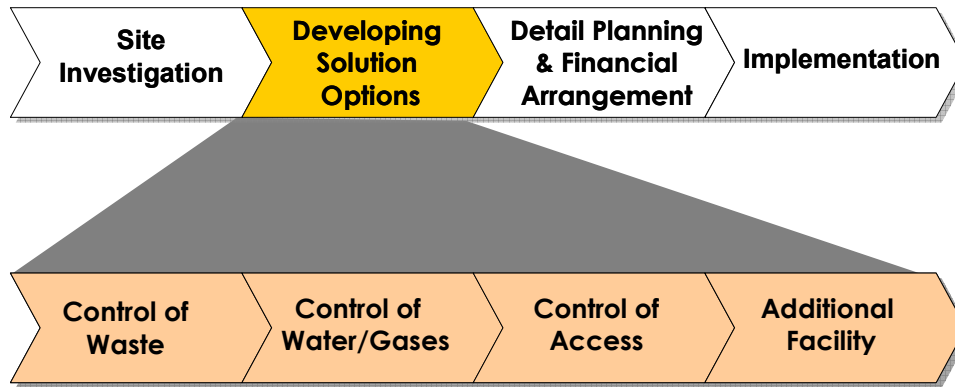 Site
Investigation
Developing
Solution
Options
Detail Planning
& Financial
Arrangement
Implementation
Control of
Waste
Control of
Water/Gases
Control of
Access
Additional
Facility